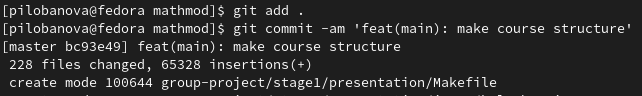 [pilobanova@fedora mathmod]$ git add .
[pilobanova@fedora mathmod]$ git commit -am 'feat(main): make course structure'
[master bc93e49] feat(main): make course structure
 228 files changed, 65328 insertions(+)
 create mode 100644 group-project/stage1/presentation/Makefile